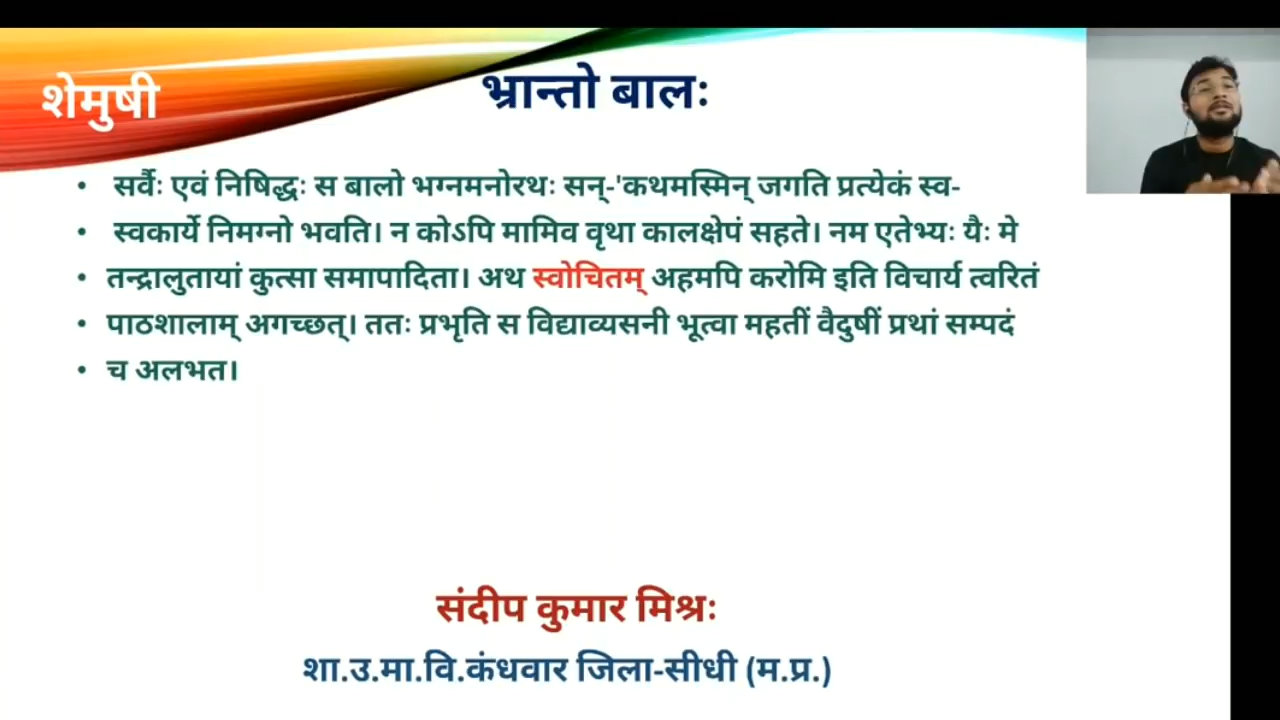 शेमुषी
भ्रान्तो बालः
• सर्वैः एवं निषिद्धः स बालो भग्नमनोरथः सन्-'कथमस्मिन् जगति प्रत्येकं स्व-
• स्वकार्ये निमग्नो भवति। न कोऽपि मामिव वृथा कालक्षेपं सहते। नम एतेभ्यः यैः मे
• तन्द्रालुतायां कुत्सा समापादिता। अथ स्वोचितम् अहमपि करोमि इति विचार्य त्वरितं
• पाठशालाम् अगच्छत्। ततः प्रभृति स विद्याव्यसनी भूत्वा महतीं वैदुषीं प्रथां सम्पदं
• च अलभत।
संदीप कुमार मिश्रः
शा.उ.मा.वि.कंधवार जिला-सीधी (म.प्र.)